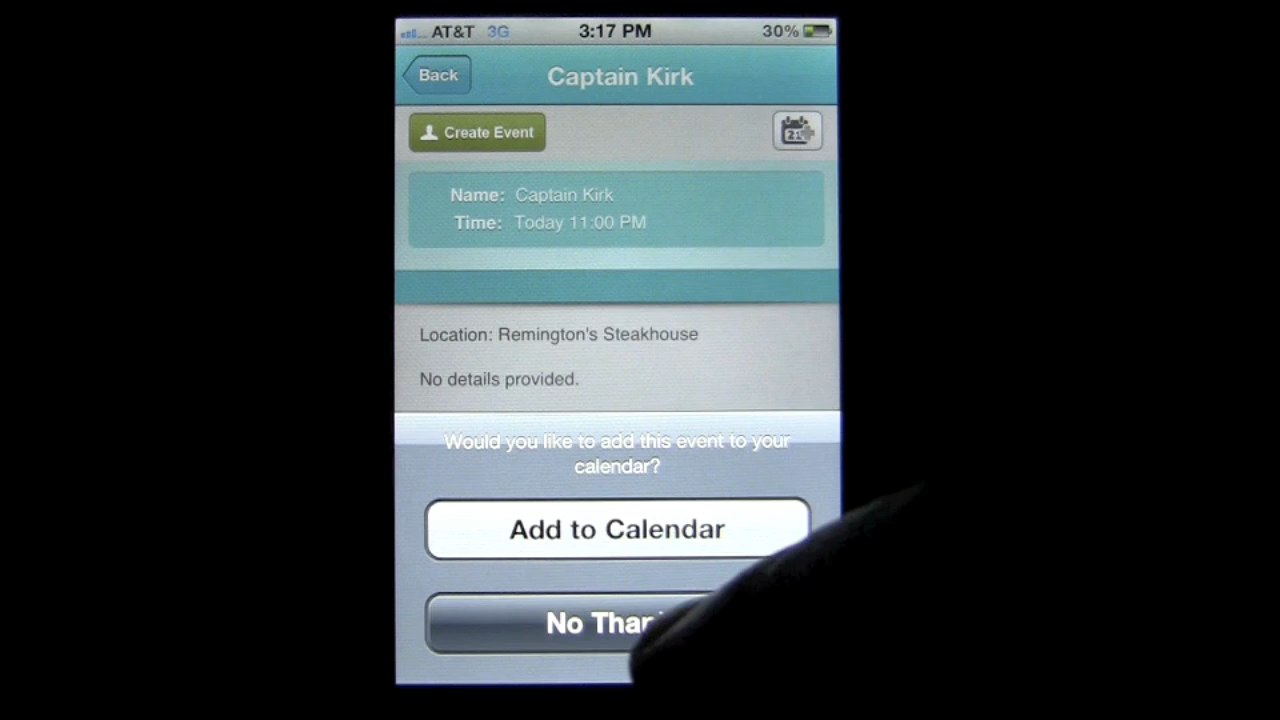 AT&T 3G 3:17 PM 30%
Back Captain Kirk
Create Event 21
Name: Captain Kirk
Time: Today 11:00 PM
Location: Remington's Steakhouse
No details provided.
Would you like to add this event to your
calendar?
Add to Calendar
No